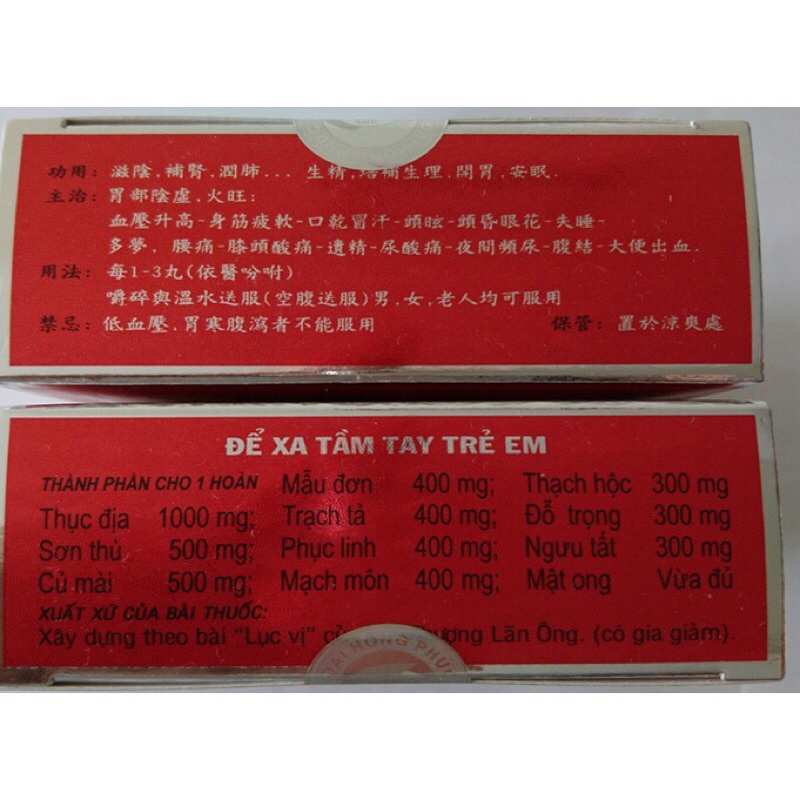 功用: 滋陰,補腎,潤肺... 生精,培補生理,開胃,安眠.
主治: 胃部陰虛,火旺:
血壓升高-身筋疲軟-口乾冒汗-頭眩-頭昏眼花-失睡-
多夢, 腰痛-膝頭酸痛-遺精-尿酸痛-夜間頻尿-腹結-大便出血.
用法: 每1-3丸(依醫吩咐)
嚼碎與溫水送服(空腹送服)男.女,老人均可服用
禁忌: 低血壓,胃寒腹瀉者不能服用 保管: 置於涼爽處
ĐỂ XA TẦM TAY TRẺ EM
THÀNH PHẦN CHO 1 HOÀN Mẫu đơn 400 mg; Thạch hộc 300 mg
Thục địa 1000 mg; Trạch tả 400 mg; Đỗ trọng 300 mg
Sơn thù 500 mg; Phục linh 400 mg; Ngưu tất 300 mg
Củ mài 500 mg; Mạch môn 400 mg; Mật ong Vừa đủ
XUẤT XỨ CỦA BÀI THUỐC:
Xây dựng theo bài "Lục vị" Lãn Ông. (có gia giảm).
HỒNG PHÚ